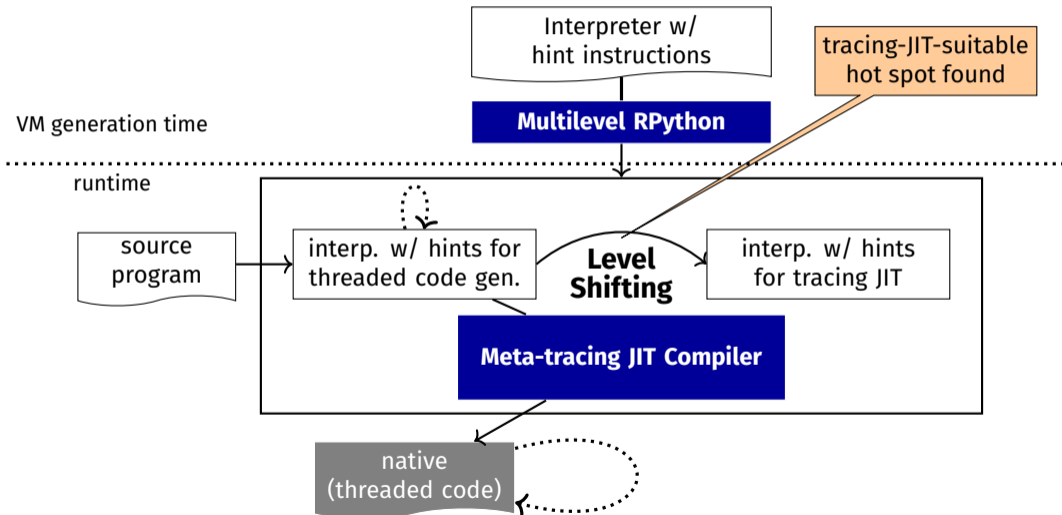 Interpreter w/
hint instructions
tracing-JIT-suitable
hot spot found
Multilevel RPython
VM generation time
runtime
source
program
interp. w/ hints for
threaded code gen.
Level
Shifting
interp. w/ hints
for tracing JIT
Meta-tracing JIT Compiler
native
(threaded code)